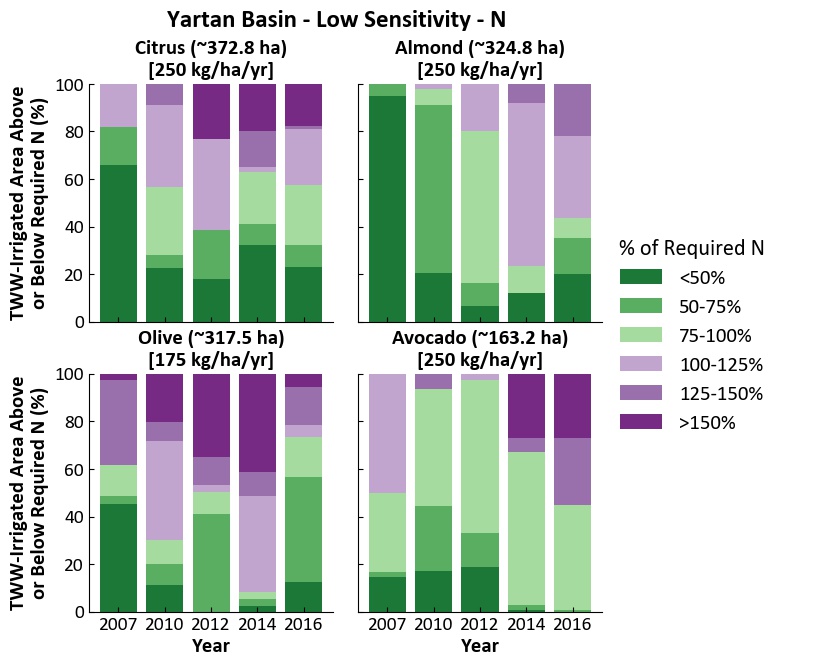 Yartan Basin - Low Sensitivity - N
Citrus (~372.8 ha)
[250 kg/ha/yr]
Almond (~324.8 ha)
[250 kg/ha/yr]
TWW-Irrigated Area Above
or Below Required N (%)
100
80
60
40
20
0
Olive (~317.5 ha)
[175 kg/ha/yr]
Avocado (~163.2 ha)
[250 kg/ha/yr]
TWW-Irrigated Area Above
or Below Required N (%)
100
80
60
40
20
0
2007 2010 2012 2014 2016
Year
2007 2010 2012 2014 2016
Year
% of Required N
<50%
50-75%
75-100%
100-125%
125-150%
>150%